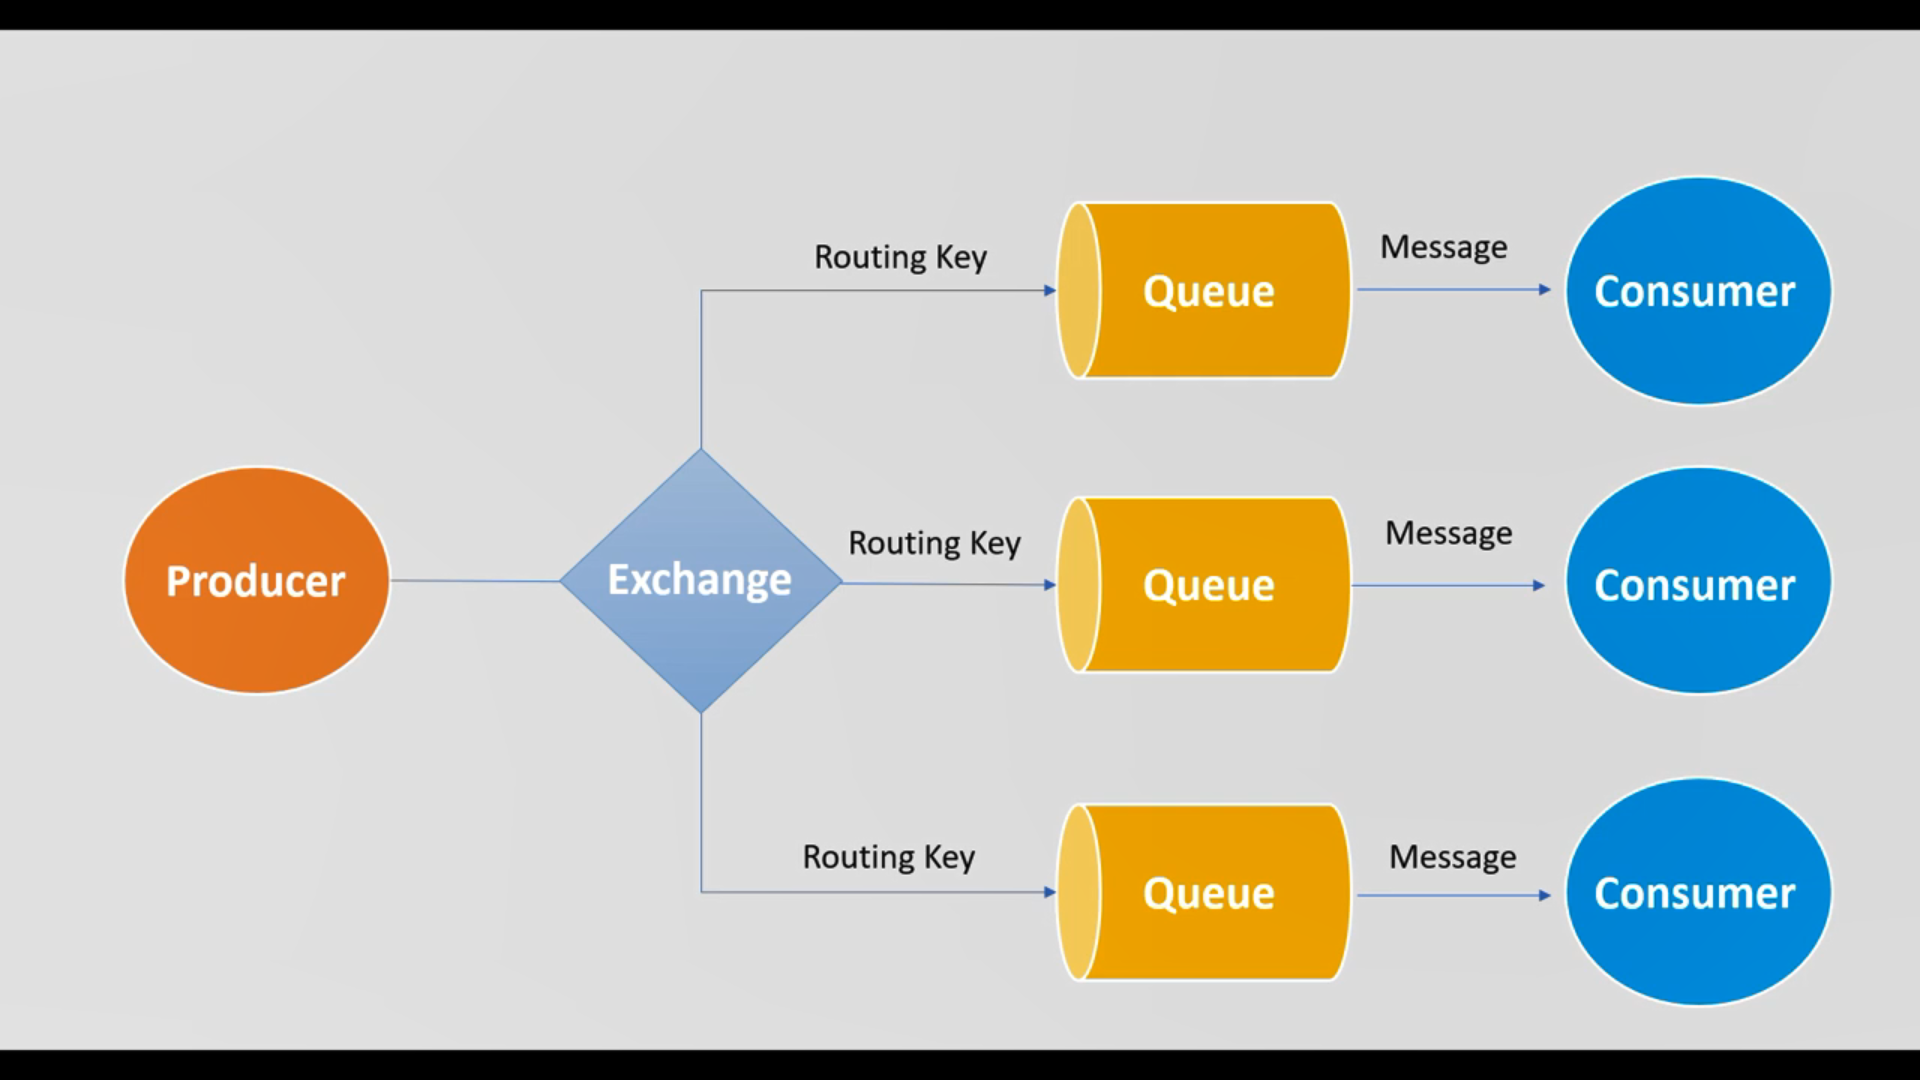 Routing Key
Queue
Message
Consumer
Producer
Exchange
Routing Key
Queue
Message
Consumer
Routing Key
Queue
Message
Consumer